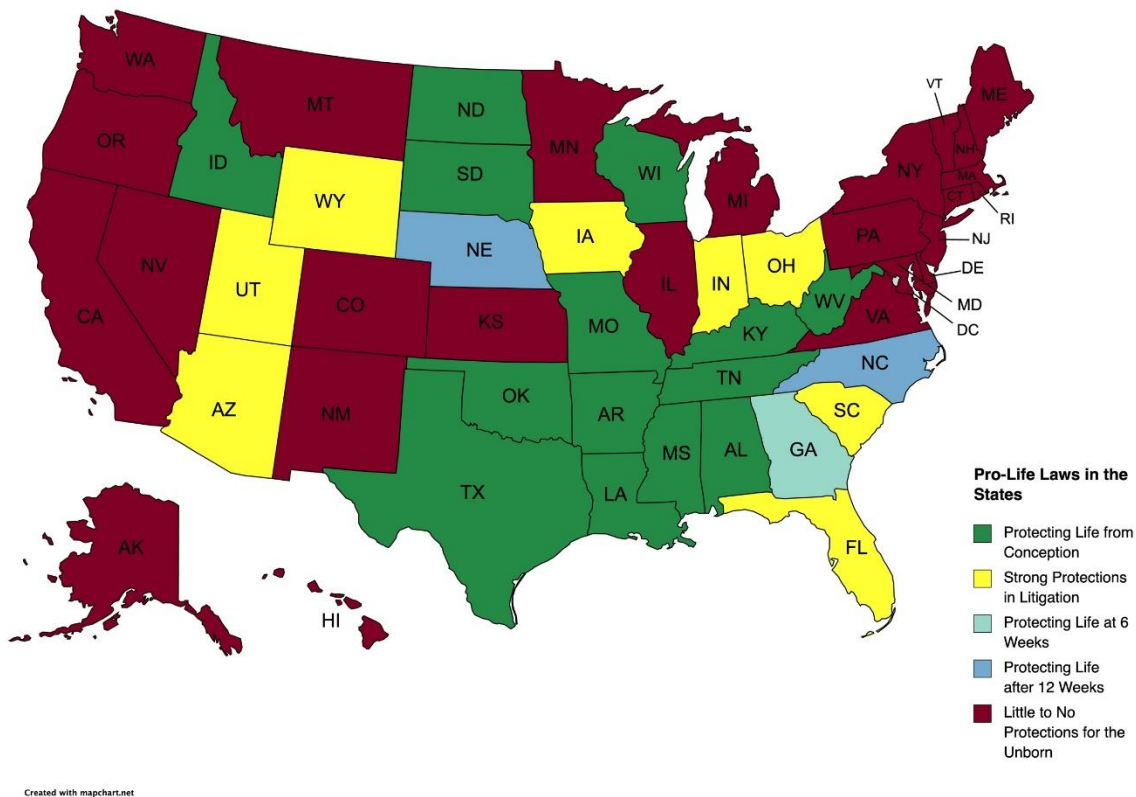 WA
MT
ND
MN
VT
ME
OR
ID
SD
WI
MI
NY
NH
MA
CT
RI
WY
IA
NE
PA
NJ
NV
UT
CO
IL
IN
OH
DE
CA
KS
MO
WV
VA
MD
DC
KY
NC
AZ
NM
OK
AR
TN
SC
TX
LA
MS
AL
GA
FL
AK
HI
Pro-Life Laws in the
States
Protecting Life from
Conception
Strong Protections
in Litigation
Protecting Life at 6
Weeks
Protecting Life
after 12 Weeks
Little to No
Protections for the
Unborn
Created with mapchart.net